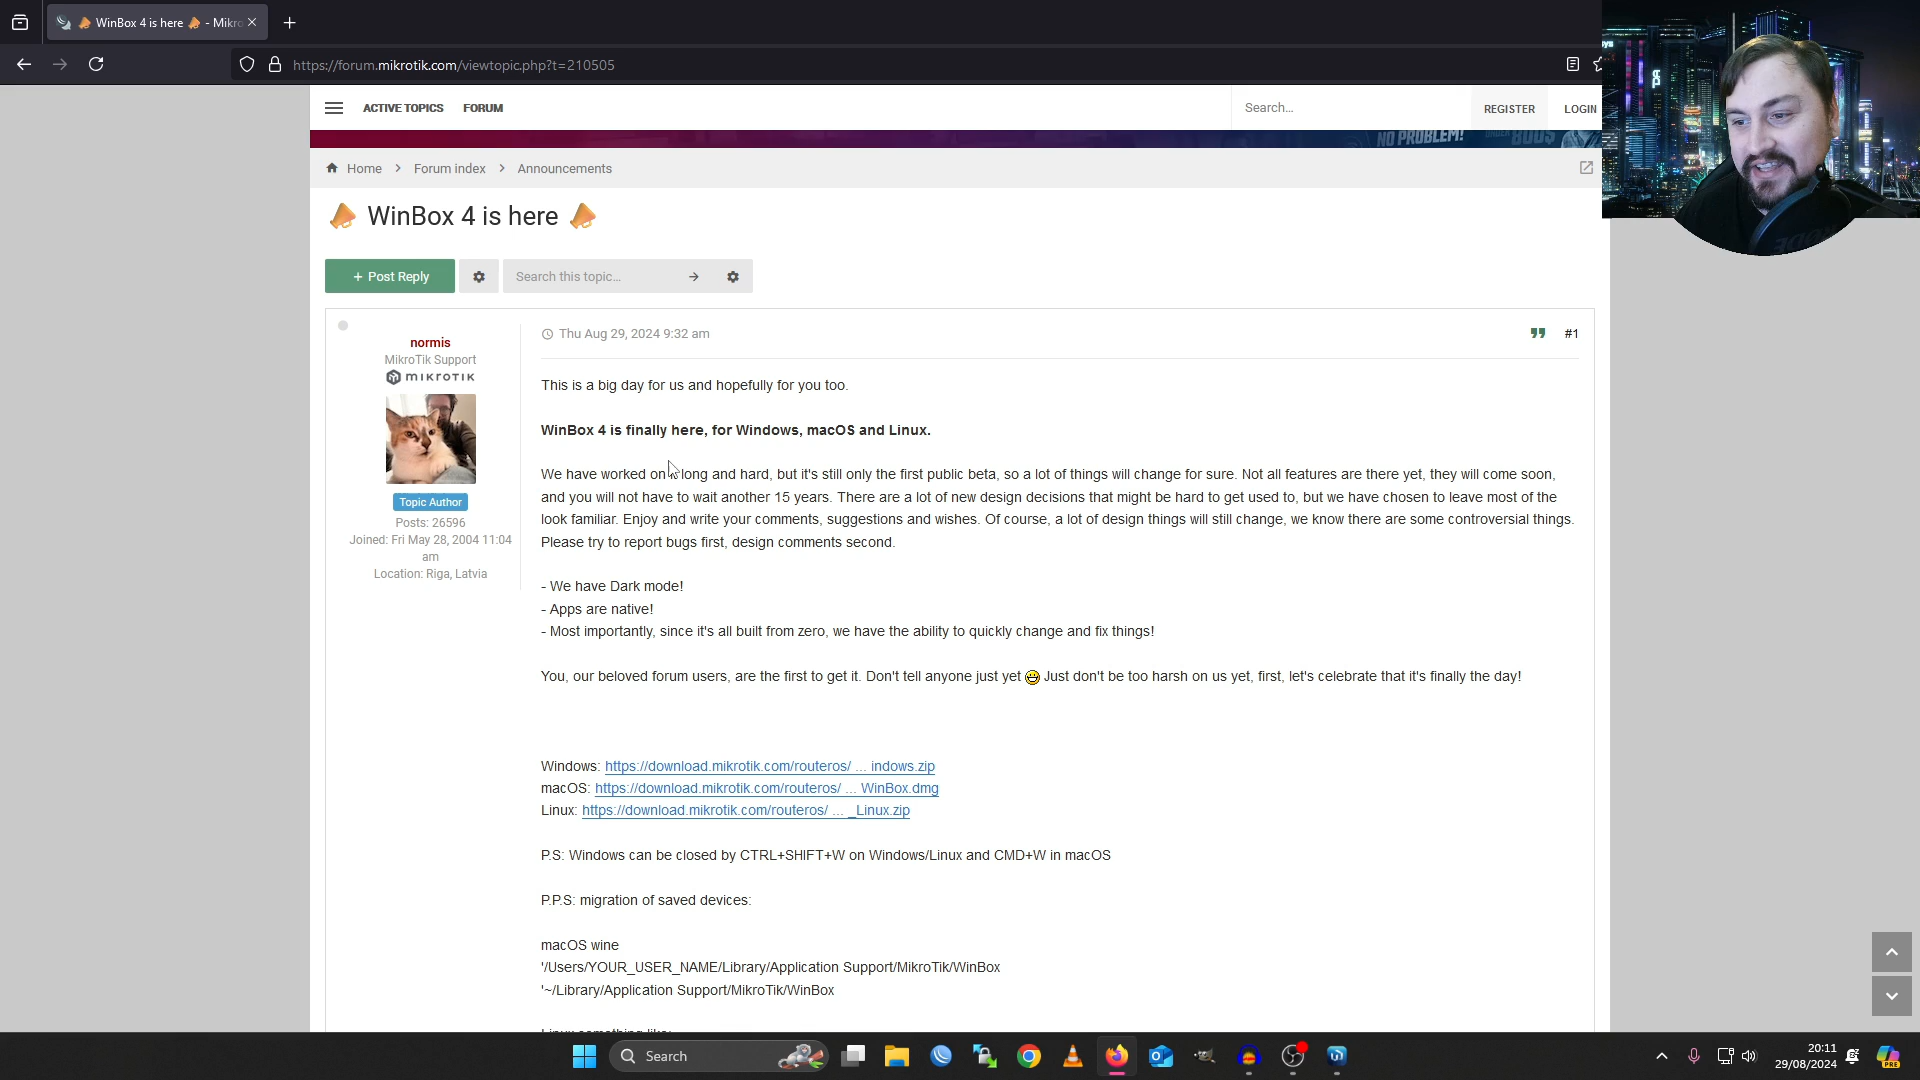 WinBox 4 is here - Mikro
https://forum.mikrotik.com/viewtopic.php?t=210505
ACTIVE TOPICS FORUM Search... REGISTER LOGIN
NO PROBLEM!
Home Forum index Announcements
WinBox 4 is here
+ Post Reply Search this topic...
Thu Aug 29, 2024 9:32 am #1
normis
MikroTik Support
MIKROTIK
Topic Author
Posts: 26596
Joined: Fri May 28, 2004 11:04
am
Location: Riga, Latvia
This is a big day for us and hopefully for you too.
WinBox 4 is finally here, for Windows, macOS and Linux.
We have worked on long and hard, but it's still only the first public beta, so a lot of things will change for sure. Not all features are there yet, they will come soon,
and you will not have to wait another 15 years. There are a lot of new design decisions that might be hard to get used to, but we have chosen to leave most of the
look familiar. Enjoy and write your comments, suggestions and wishes. Of course, a lot of design things will still change, we know there are some controversial things.
Please try to report bugs first, design comments second.
- We have Dark mode!
- Apps are native!
- Most importantly, since it's all built from zero, we have the ability to quickly change and fix things!
You, our beloved forum users, are the first to get it. Don't tell anyone just yet 😀 Just don't be too harsh on us yet, first, let's celebrate that it's finally the day!
Windows: https://download.mikrotik.com/routeros/ ... indows.zip
macOS: https://download.mikrotik.com/routeros/ ... WinBox.dmg
Linux: https://download.mikrotik.com/routeros/ ... _Linux.zip
P.S: Windows can be closed by CTRL+SHIFT+W on Windows/Linux and CMD+W in macOS
P.P.S: migration of saved devices:
macOS wine
'/Users/YOUR_USER_NAME/Library/Application Support/MikroTik/WinBox
'~/Library/Application Support/MikroTik/WinBox
Search
20:11
29/08/2024
PRE